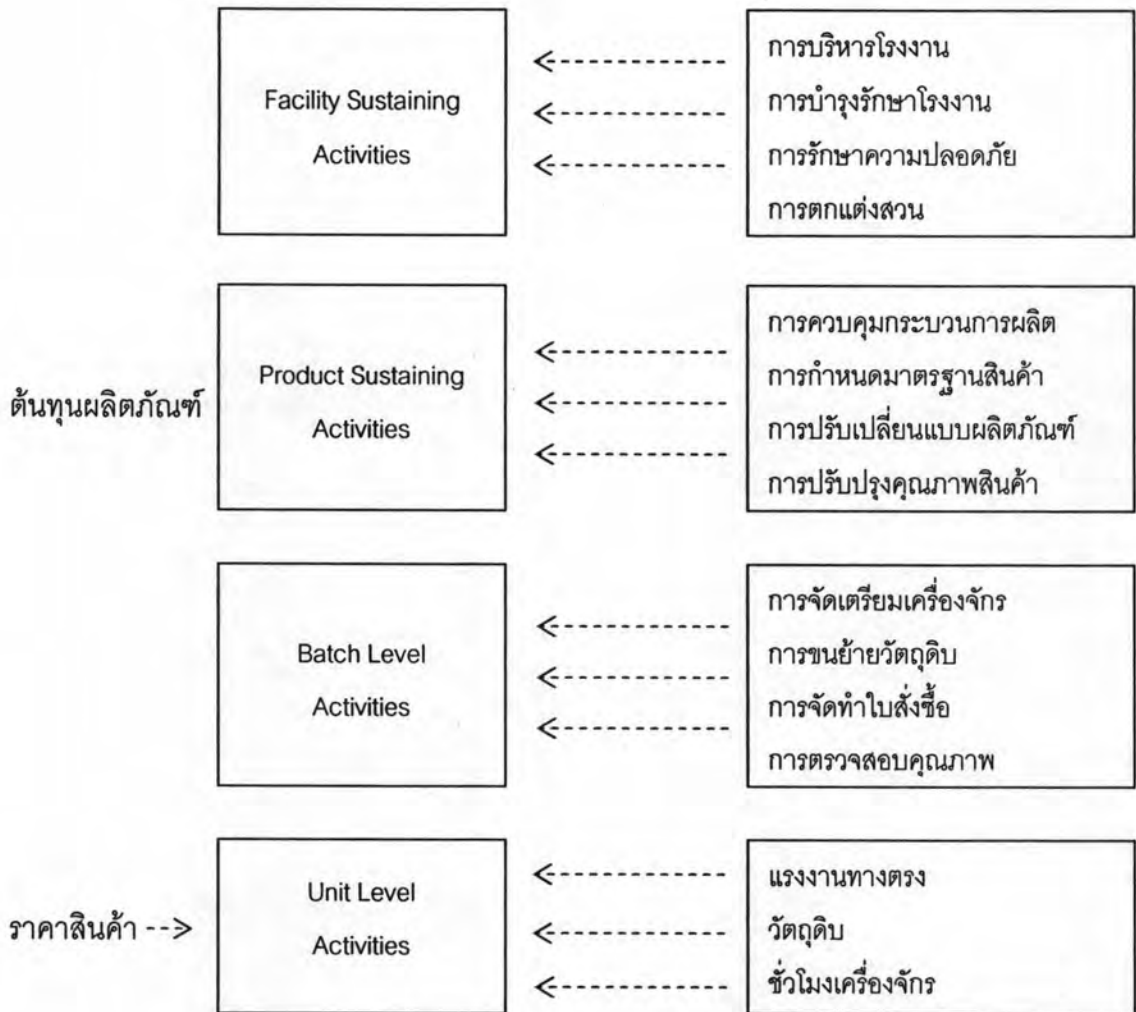 Facility Sustaining
Activities
การบริหารโรงงาน
การบำรุงรักษาโรงงาน
การรักษาความปลอดภัย
การตกแต่งสวน
ต้นทุนผลิตภัณฑ์
Product Sustaining
Activities
การควบคุมกระบวนการผลิต
การกำหนดมาตรฐานสินค้า
การปรับเปลี่ยนแบบผลิตภัณฑ์
การปรับปรุงคุณภาพสินค้า
Batch Level
Activities
การจัดเตรียมเครื่องจักร
การขนย้ายวัตถุดิบ
การจัดทำใบสั่งซื้อ
การตรวจสอบคุณภาพ
ราคาสินค้า -->
Unit Level
Activities
แรงงานทางตรง
วัตถุดิบ
ชั่วโมงเครื่องจักร